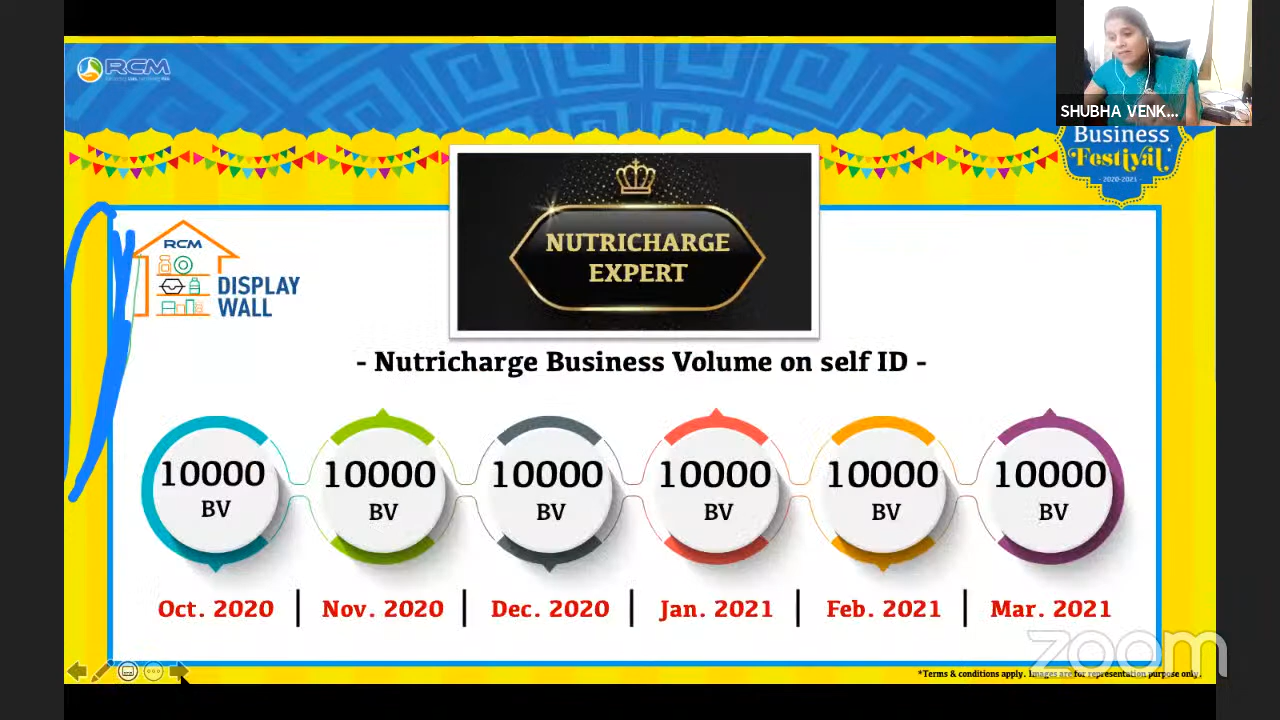 RCM
SHUBHA VENK...
Business
Festival
- 2020-2021 -
RCM
DISPLAY
WALL
NUTRICHARGE
EXPERT
- Nutricharge Business Volume on self ID -
10000 10000 10000 10000 10000 10000
BV BV BV BV BV BV
Oct. 2020 | Nov. 2020 | Dec. 2020 | Jan. 2021 | Feb. 2021 | Mar. 2021
zoom
*Terms & conditions apply. Images are for representation purpose only.